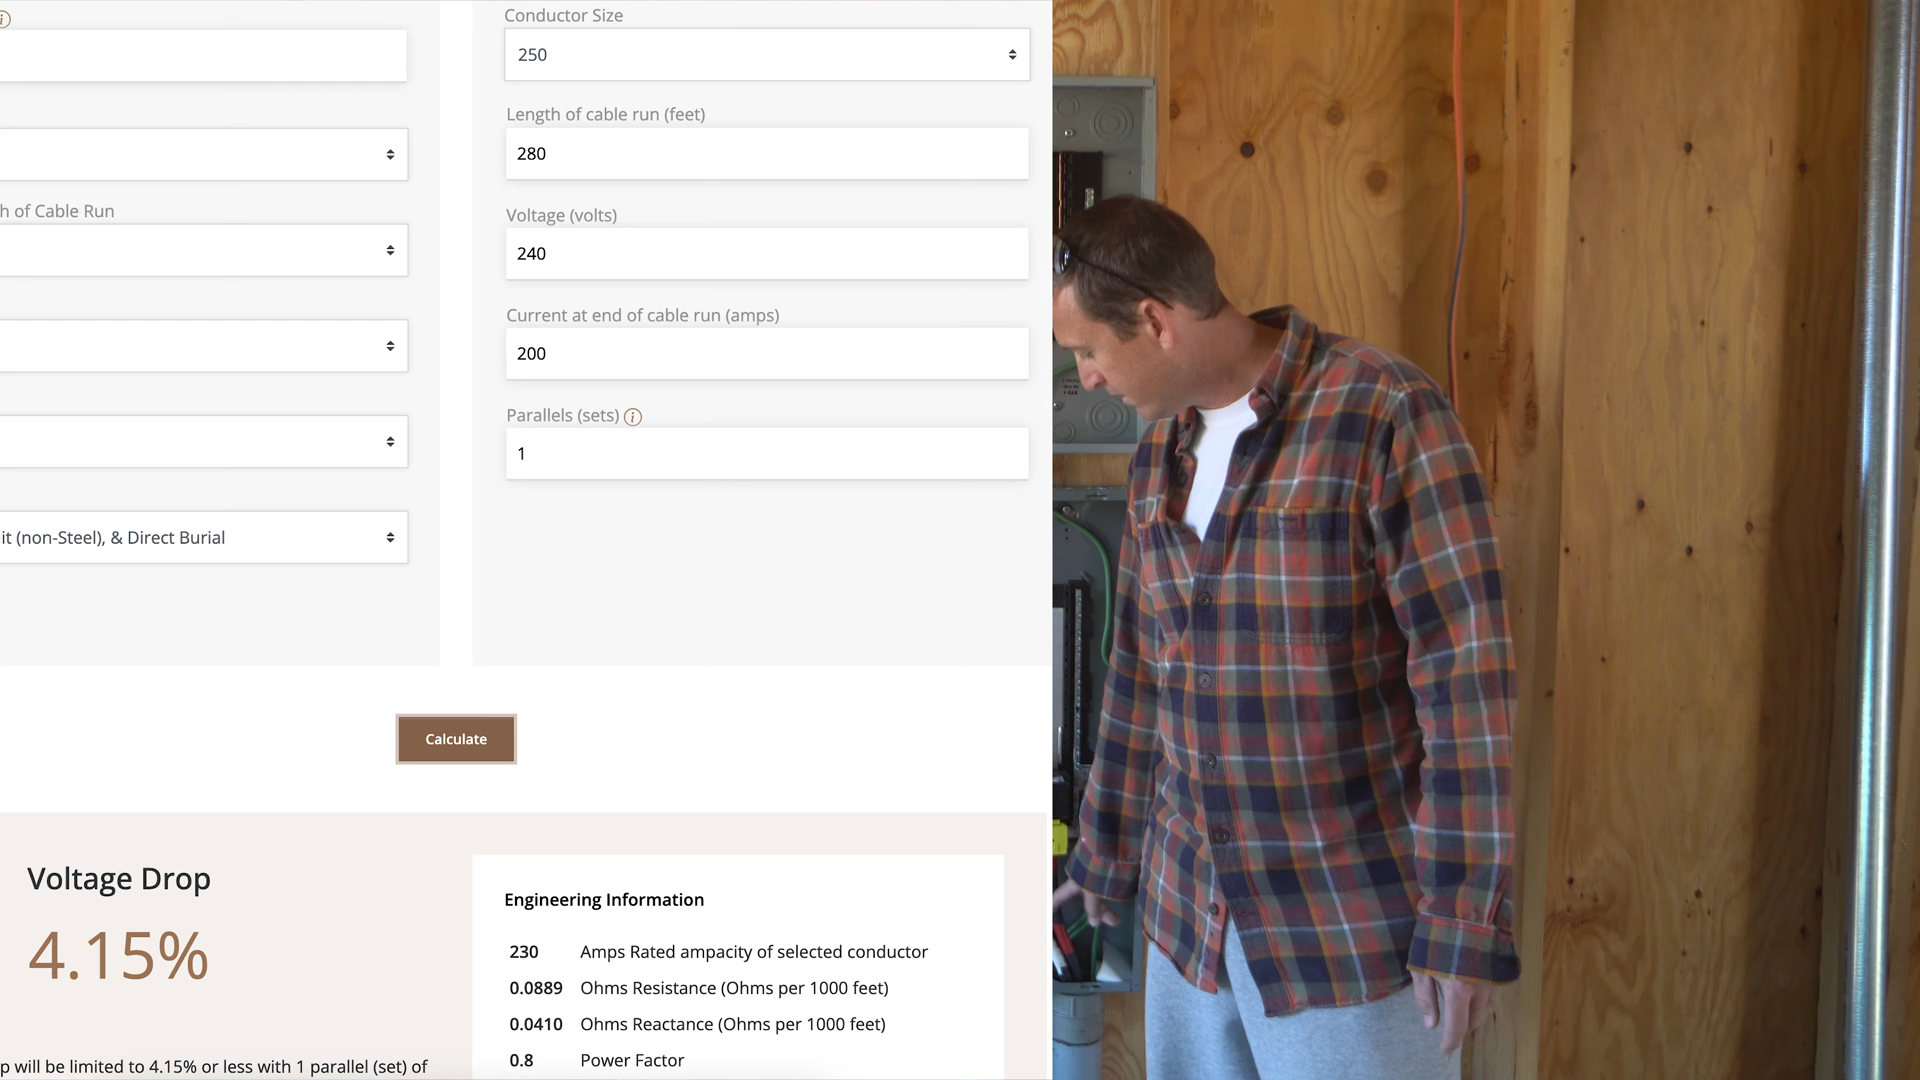 Conductor Size
250
Length of cable run (feet)
280
h of Cable Run
Voltage (volts)
240
Current at end of cable run (amps)
200
Parallels (sets)
1
it (non-Steel), & Direct Burial
Calculate
Voltage Drop
4.15%
p will be limited to 4.15% or less with 1 parallel (set) of
Engineering Information
230 Amps Rated ampacity of selected conductor
0.0889 Ohms Resistance (Ohms per 1000 feet)
0.0410 Ohms Reactance (Ohms per 1000 feet)
0.8 Power Factor